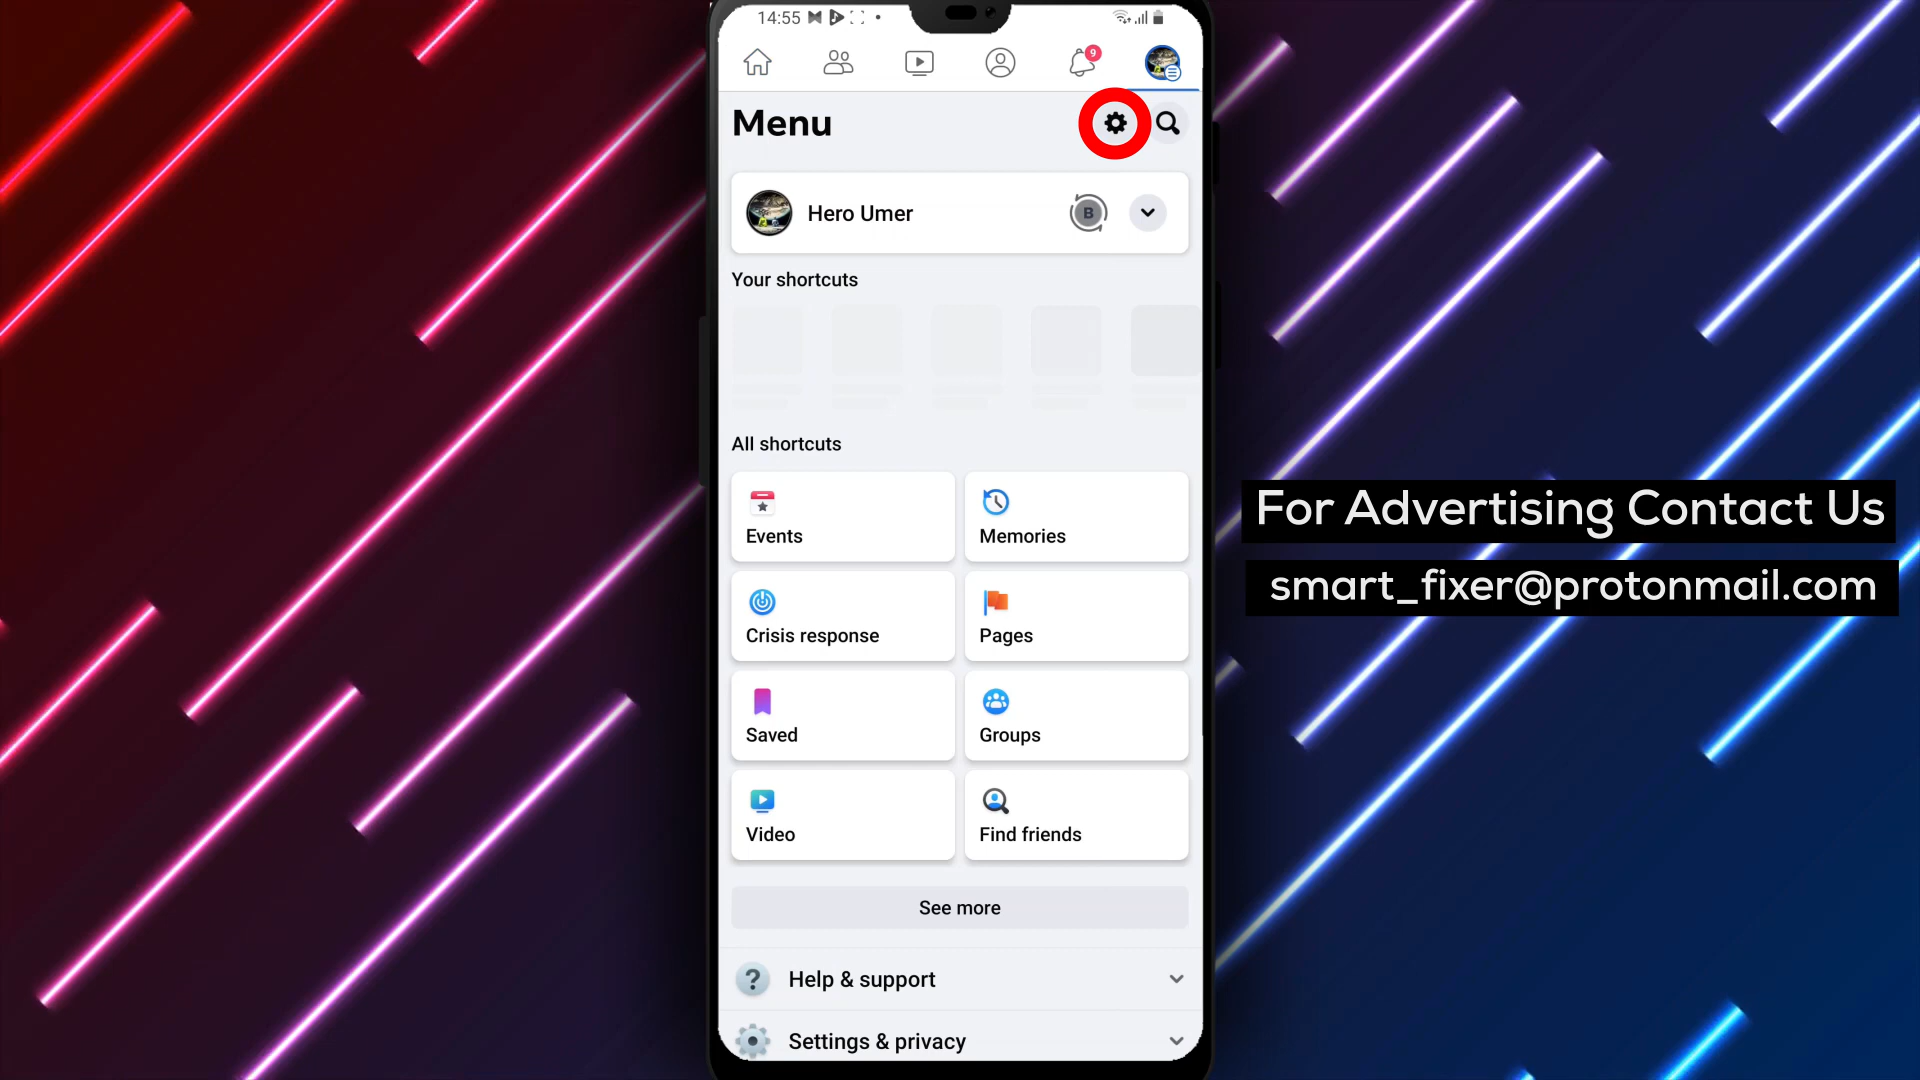 14:55
9
Menu
Hero Umer
B
Your shortcuts
All shortcuts
Events
Memories
Crisis response
Pages
Saved
Groups
Video
Find friends
See more
Help & support
Settings & privacy
For Advertising Contact Us
smart_fixer@protonmail.com